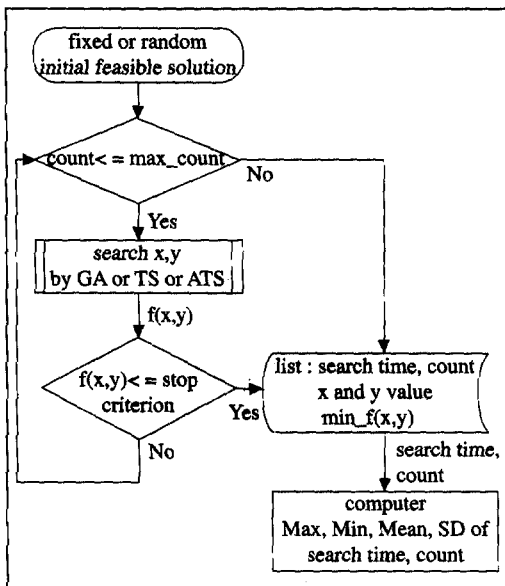 fixed or random
initial feasible solution
count< = max_count
No
Yes
search x,y
by GA or TS or ATS
f(x,y)
f(x,y)< = stop
criterion
Yes
No
list : search time, count
x and y value
min_f(x,y)
search time,
count
computer
Max, Min, Mean, SD of
search time, count